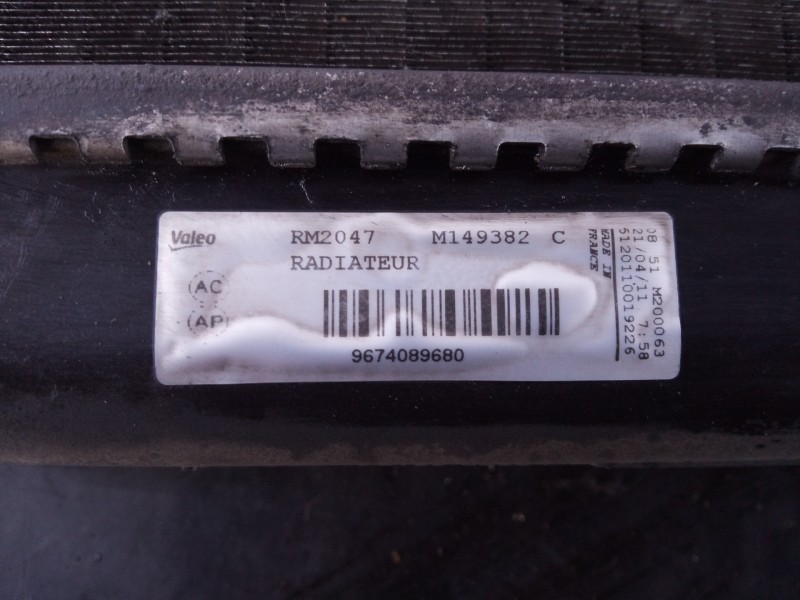 Valeo RM2047 M149382 C
RADIATEUR
AC
AP
9674089680
MADE IN
FRANCE
08 51 M200063
21/04/11 7:58
5120110019226